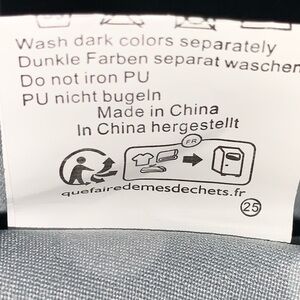 Wash dark colors separately
Dunkle Farben separat waschen
Do not iron PU
PU nicht bugeln
Made in China
In China hergestellt
FR
quefairedemesdechets.fr
25